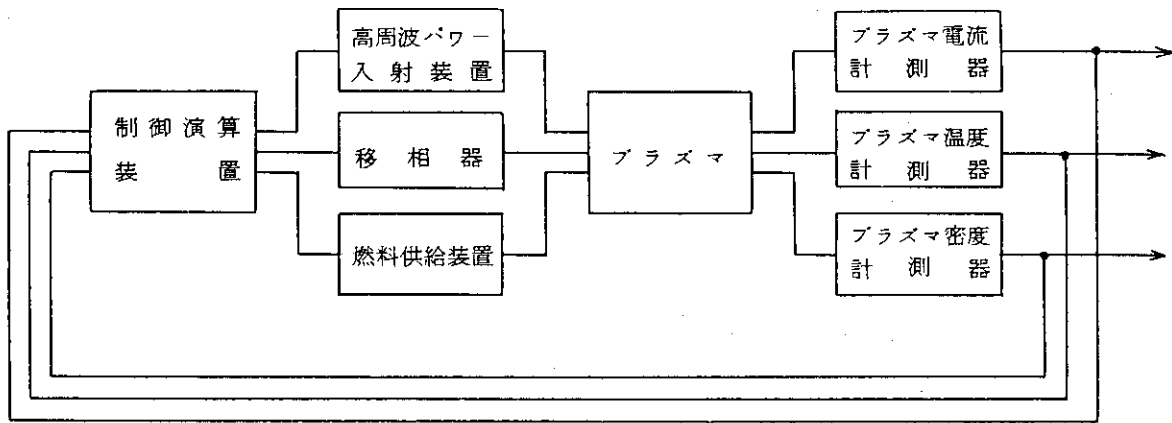 制御演算
装置
高周波パワー
入射装置
移相器
燃料供給装置
プラズマ
プラズマ電流
計測器
プラズマ温度
計測器
プラズマ密度
計測器